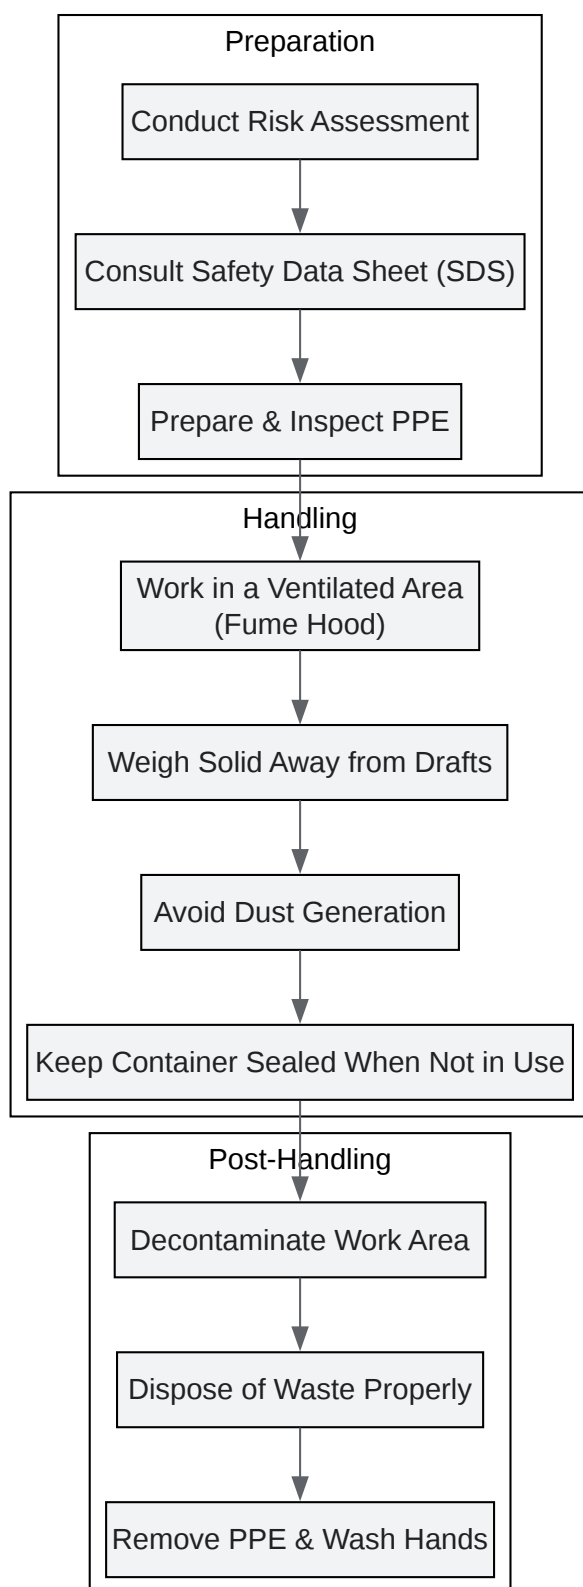 Preparation
Conduct Risk Assessment
Consult Safety Data Sheet (SDS)
Prepare & Inspect PPE
Handling
Work in a Ventilated Area
(Fume Hood)
Weigh Solid Away from Drafts
Avoid Dust Generation
Keep Container Sealed When Not in Use
Post-Handling
Decontaminate Work Area
Dispose of Waste Properly
Remove PPE & Wash Hands